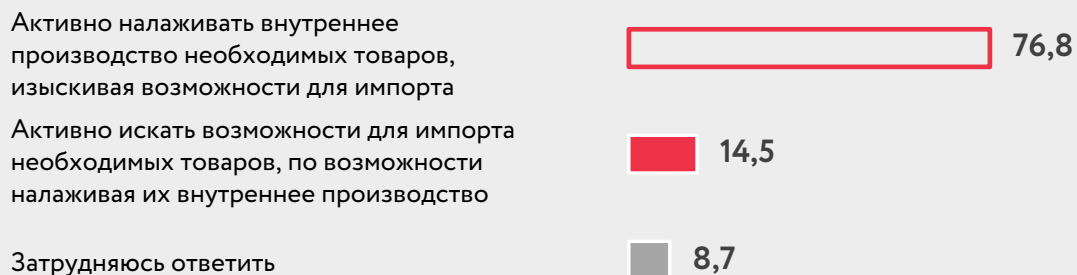 Активно налаживать внутреннее
производство необходимых товаров,
изыскивая возможности для импорта
76,8
Активно искать возможности для импорта
необходимых товаров, по возможности
налаживая их внутреннее производство
14,5
Затрудняюсь ответить
8,7